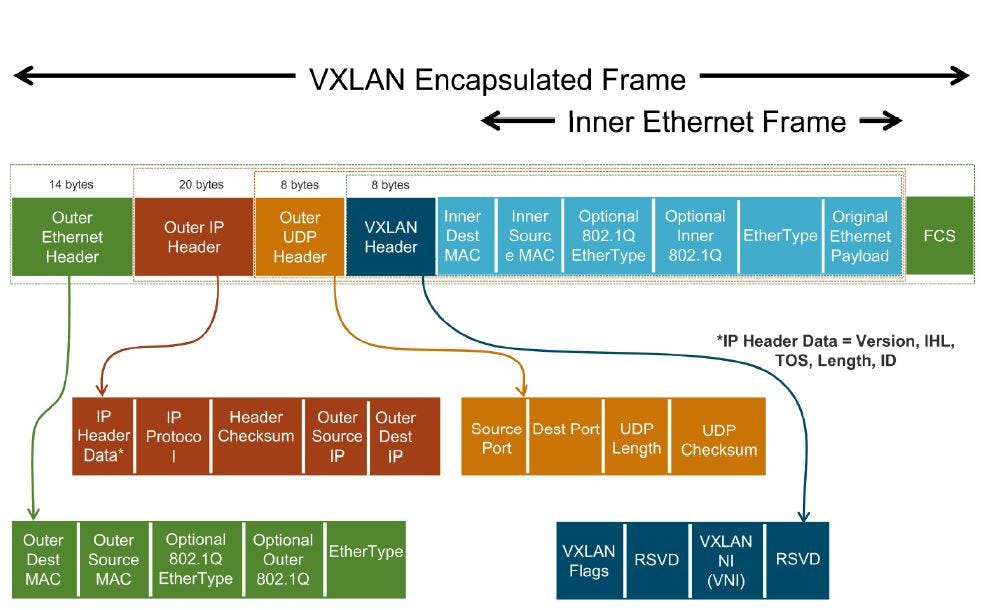 VXLAN Encapsulated Frame
Inner Ethernet Frame
14 bytes
20 bytes
8 bytes
8 bytes
Outer
Ethernet
Header
Outer IP
Header
Outer
UDP
Header
VXLAN
Header
Inner
Dest
MAC
Inner
Sourc
e MAC
Optional
802.1Q
EtherType
Optional
Inner
802.1Q
EtherType
Original
Ethernet
Payload
FCS
*IP Header Data = Version, IHL,
TOS, Length, ID
IP
Header
Data*
IP
Protoco
l
Header
Checksum
Outer
Source
IP
Outer
Dest
IP
Source
Port
Dest Port
UDP
Length
UDP
Checksum
Outer
Dest
MAC
Outer
Source
MAC
Optional
802.1Q
EtherType
Optional
Outer
802.1Q
EtherType
VXLAN
Flags
RSVD
VXLAN
NI
(VNI)
RSVD